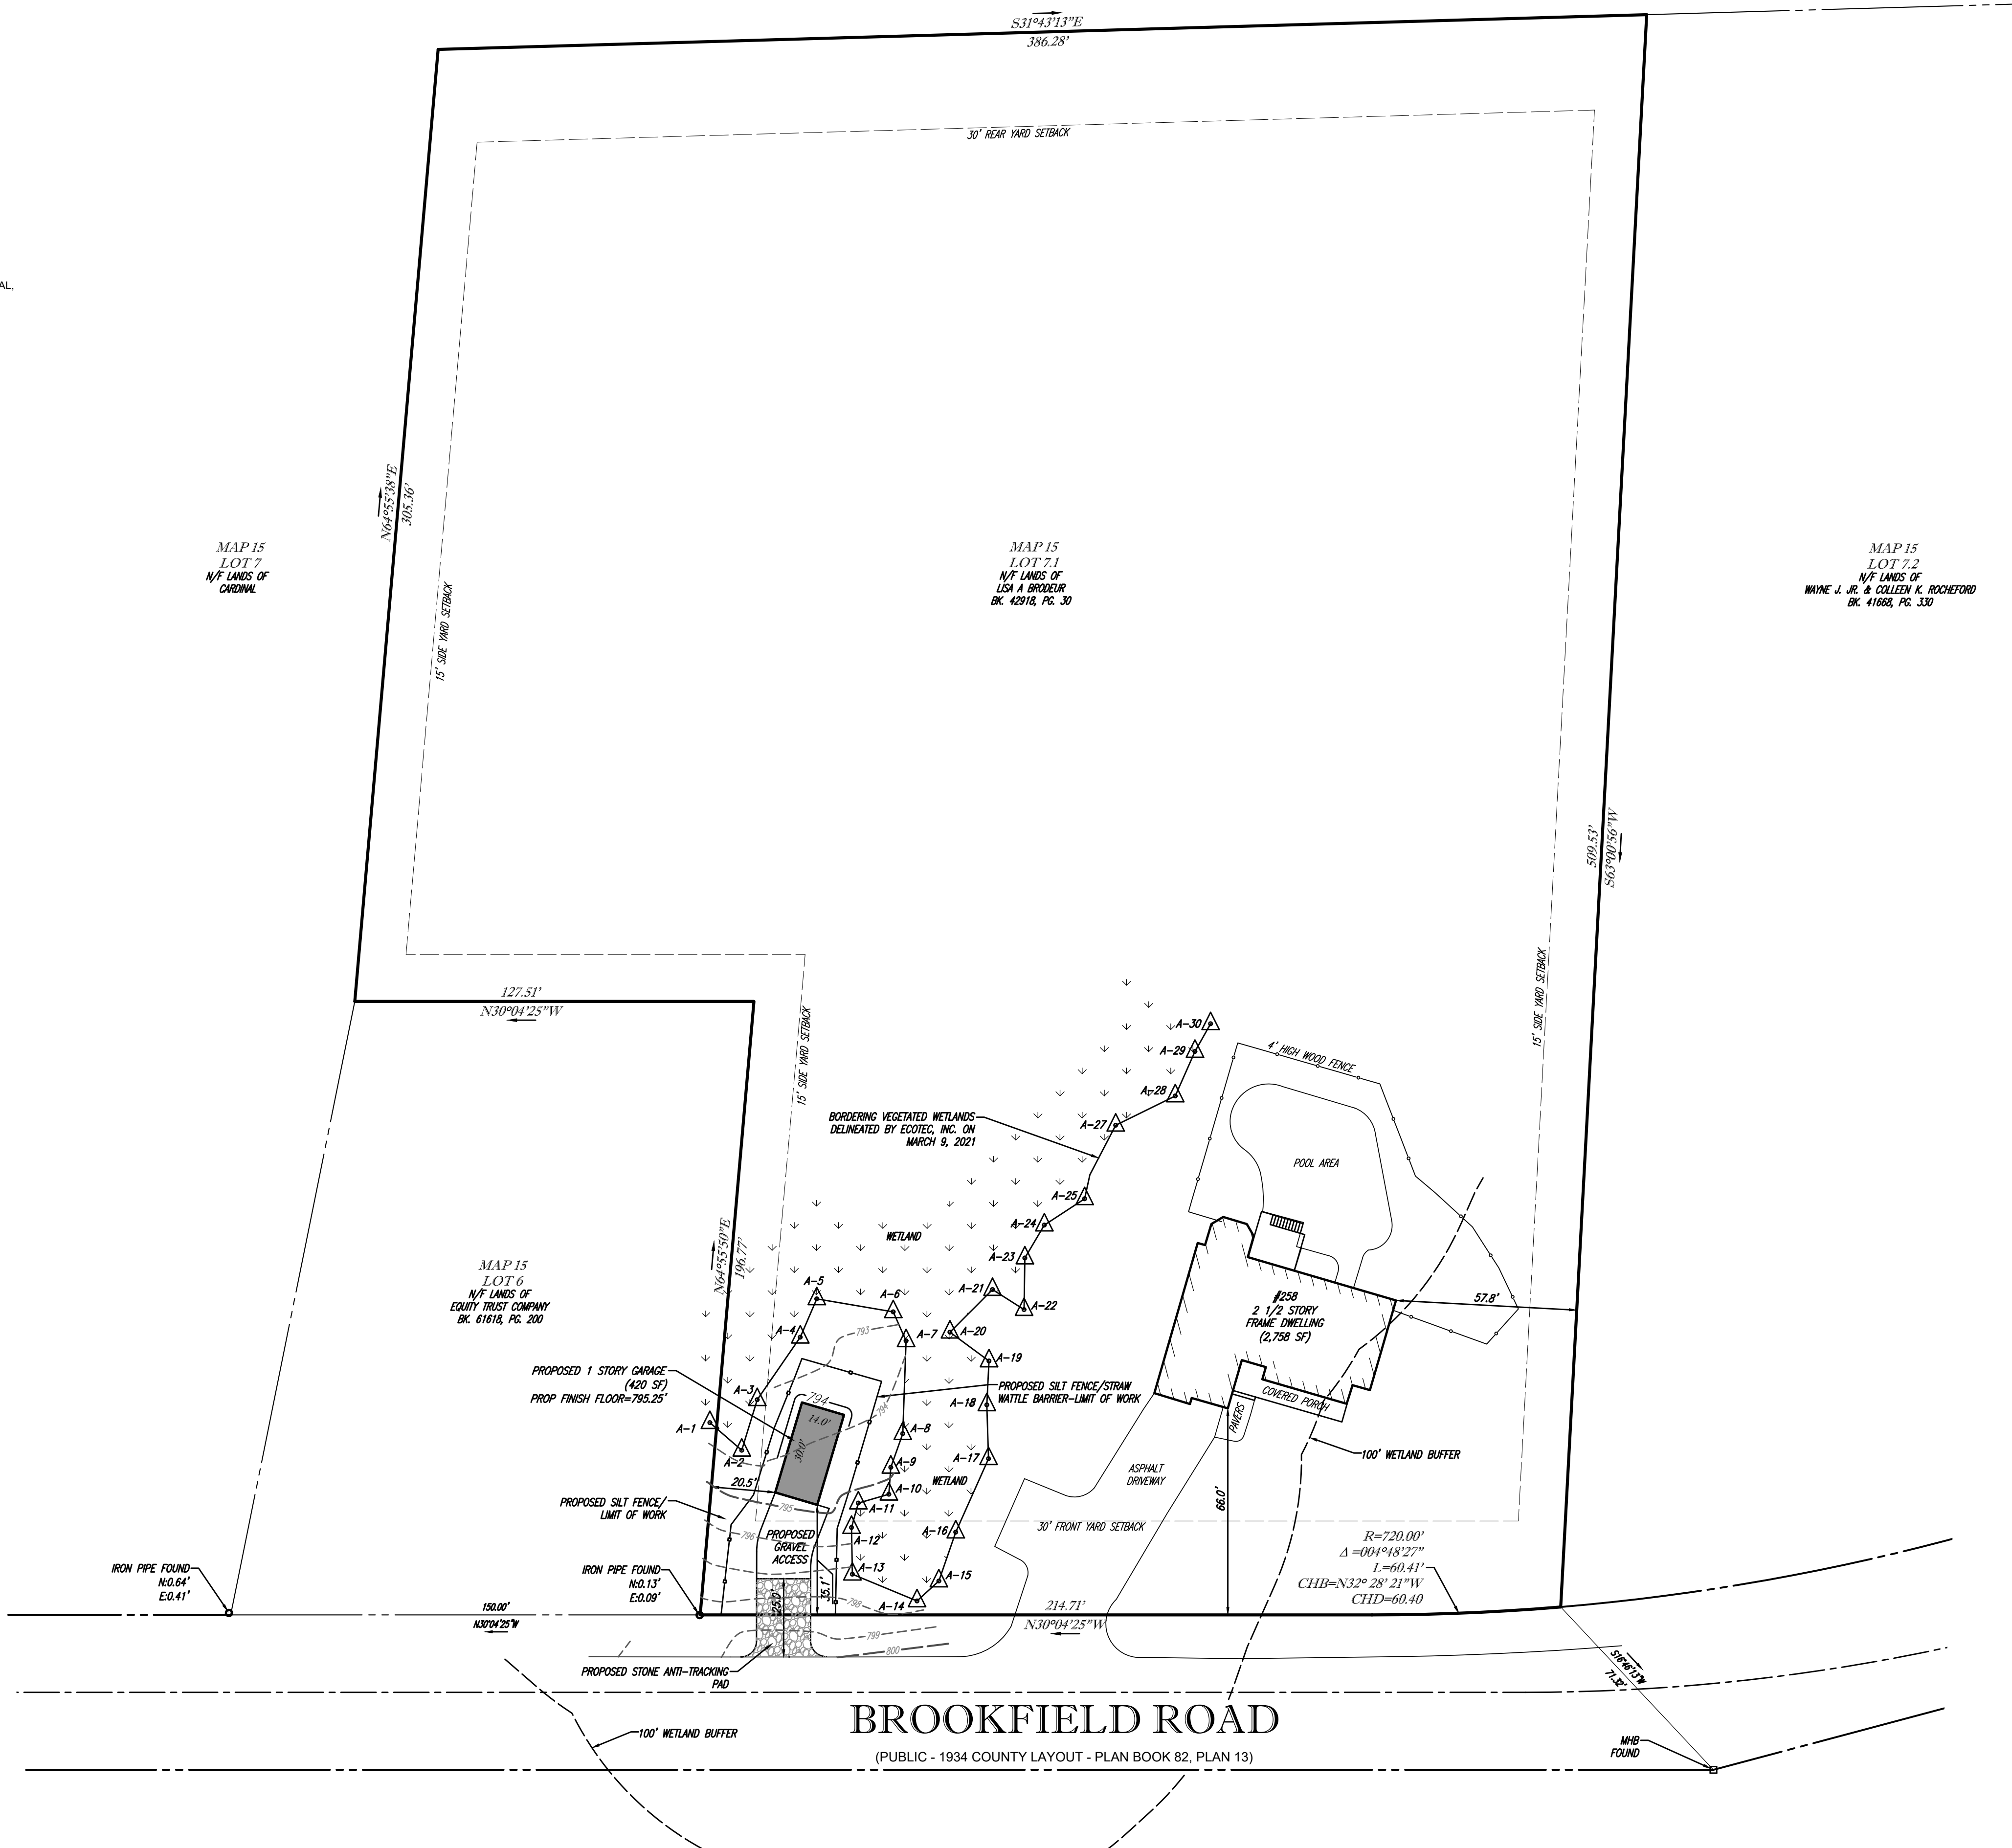 S31°43'13"E
386.28'
30' REAR YARD SETBACK
AL,
N64°55'38"E
305.36'
15' SIDE YARD SETBACK
MAP 15
LOT 7
N/F LANDS OF
CARDINAL
MAP 15
LOT 7.1
N/F LANDS OF
LISA A BRODEUR
BK. 42918, PG. 30
MAP 15
LOT 7.2
N/F LANDS OF
WAYNE J. JR. & COLLEEN K. ROCHEFORD
BK. 41668, PG. 330
509.53'
S63°00'56"W
15' SIDE YARD SETBACK
127.51'
N30°04'25"W
15' SIDE YARD SETBACK
A-30
A-29
4' HIGH WOOD FENCE
A-28
BORDERING VEGETATED WETLANDS
DELINEATED BY ECOTEC, INC. ON
MARCH 9, 2021
A-27
POOL AREA
A-25
A-24
WETLAND
A-23
N64°55'50"E
196.77'
MAP 15
LOT 6
N/F LANDS OF
EQUITY TRUST COMPANY
BK. 61618, PG. 200
A-5
A-6
A-21
A-22
#258
2 1/2 STORY
FRAME DWELLING
(2,758 SF)
57.8'
A-4
793
A-7
A-20
A-19
PROPOSED 1 STORY GARAGE
(420 SF)
PROP FINISH FLOOR=795.25'
A-3
794
794
PROPOSED SILT FENCE/STRAW
WATTLE BARRIER-LIMIT OF WORK
A-18
COVERED PORCH
PAVERS
A-1
14.0'
30.0'
A-8
A-2
A-9
A-17
WETLAND
100' WETLAND BUFFER
ASPHALT
DRIVEWAY
66.0'
20.5'
A-10
PROPOSED SILT FENCE/
LIMIT OF WORK
795
A-11
796
PROPOSED
GRAVEL
ACCESS
A-12
A-16
30' FRONT YARD SETBACK
R=720.00'
Δ =004°48'27"
L=60.41'
CHB=N32° 28' 21"W
CHD=60.40
IRON PIPE FOUND
N:0.64'
E:0.41'
IRON PIPE FOUND
N:0.13'
E:0.09'
A-13
A-15
25.0'
35.1'
798
A-14
150.00'
N30°04'25"W
214.71'
N30°04'25"W
799
800
PROPOSED STONE ANTI-TRACKING
PAD
S16°46'13"W
71.32'
BROOKFIELD ROAD
(PUBLIC - 1934 COUNTY LAYOUT - PLAN BOOK 82, PLAN 13)
100' WETLAND BUFFER
MHB
FOUND